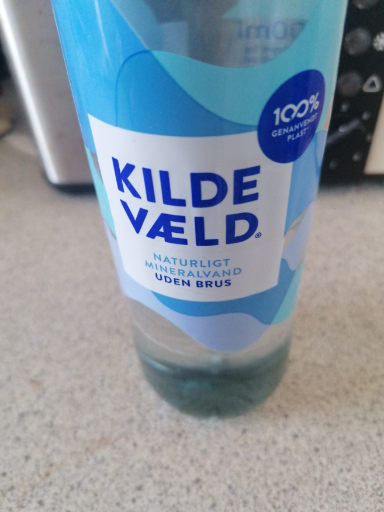 100%
GENANVENDT
PLAST*
KILDE
VÆLD®
NATURLIGT
MINERALVAND
UDEN BRUS